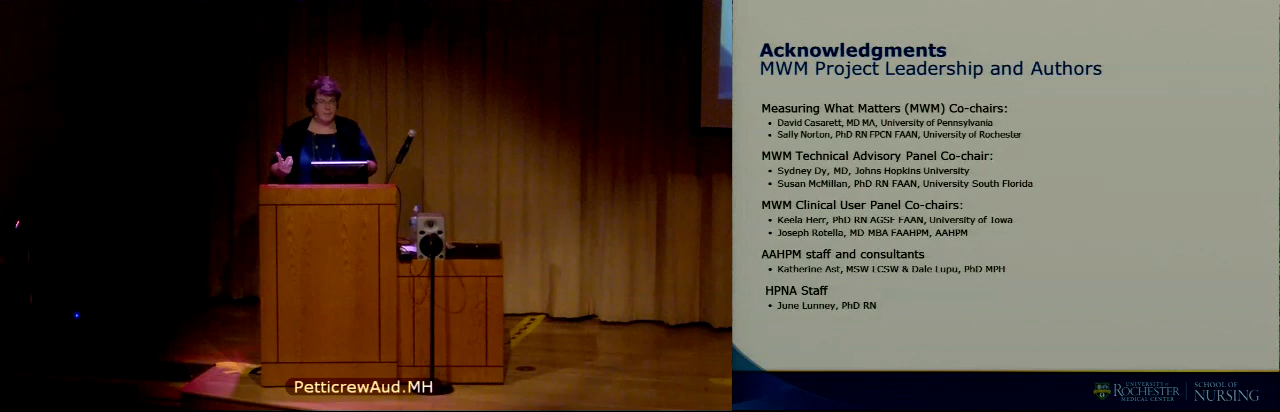 Acknowledgments
MWM Project Leadership and Authors
Measuring What Matters (MWM) Co-chairs:
• David Casarett, MD MA, University of Pennsylvania
• Sally Norton, PhD RN FPCN FAAN, University of Rochester
MWM Technical Advisory Panel Co-chair:
• Sydney Dy, MD, Johns Hopkins University
• Susan McMillan, PhD RN FAAN, University South Florida
MWM Clinical User Panel Co-chairs:
• Keela Herr, PhD RN AGSF FAAN, University of Iowa
• Joseph Rotella, MD MBA FAAHPM, AAHPM
AAHPM staff and consultants
• Katherine Ast, MSW LCSW & Dale Lupu, PhD MPH
HPNA Staff
• June Lunney, PhD RN
UNIVERSITY of
ROCHESTER
MEDICAL CENTER
SCHOOL OF
NURSING
PetticrewAud.MH